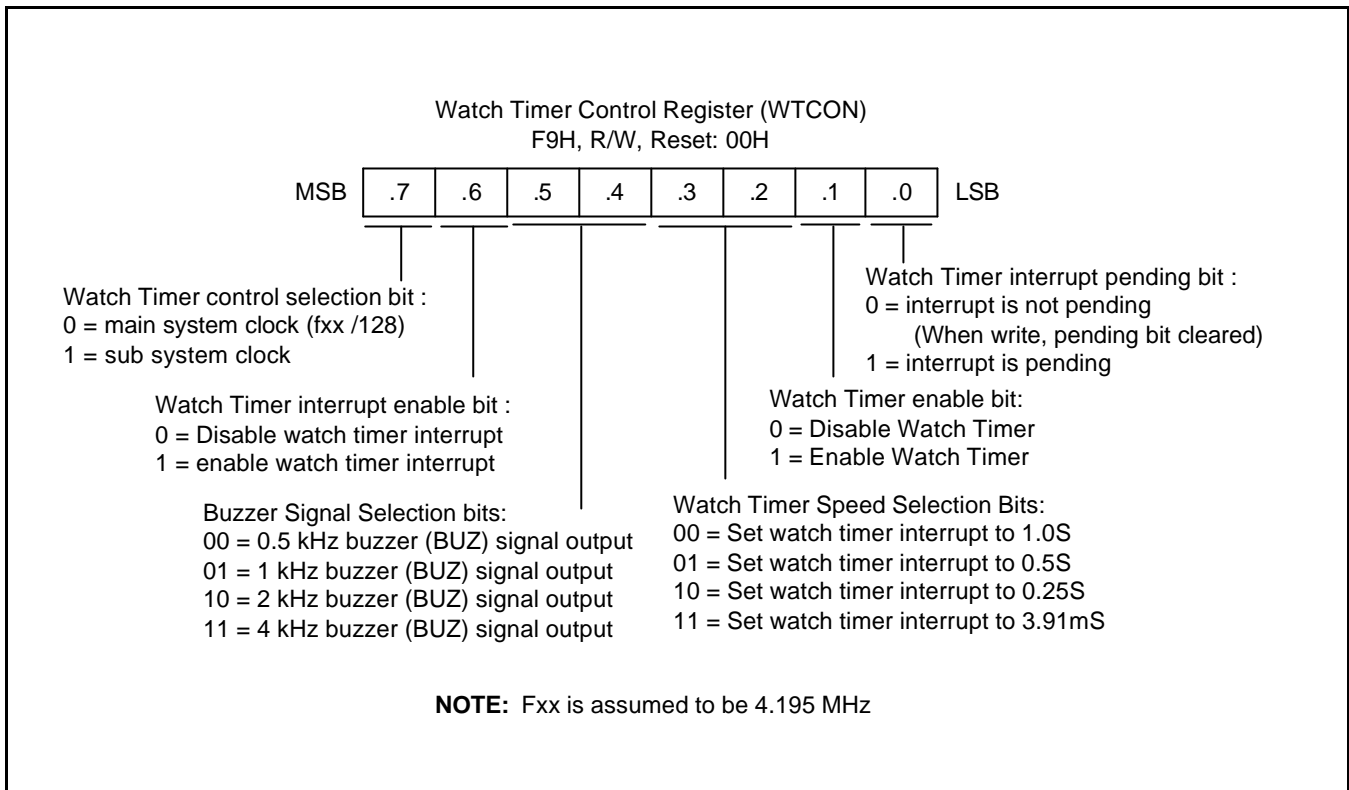 Watch Timer Control Register (WTCON)
F9H, R/W, Reset: 00H
MSB .7 .6 .5 .4 .3 .2 .1 .0 LSB
Watch Timer control selection bit :
0 = main system clock (fxx /128)
1 = sub system clock
Watch Timer interrupt pending bit :
0 = interrupt is not pending
(When write, pending bit cleared)
1 = interrupt is pending
Watch Timer interrupt enable bit :
0 = Disable watch timer interrupt
1 = enable watch timer interrupt
Watch Timer enable bit:
0 = Disable Watch Timer
1 = Enable Watch Timer
Buzzer Signal Selection bits:
00 = 0.5 kHz buzzer (BUZ) signal output
01 = 1 kHz buzzer (BUZ) signal output
10 = 2 kHz buzzer (BUZ) signal output
11 = 4 kHz buzzer (BUZ) signal output
Watch Timer Speed Selection Bits:
00 = Set watch timer interrupt to 1.0S
01 = Set watch timer interrupt to 0.5S
10 = Set watch timer interrupt to 0.25S
11 = Set watch timer interrupt to 3.91mS
NOTE: Fxx is assumed to be 4.195 MHz